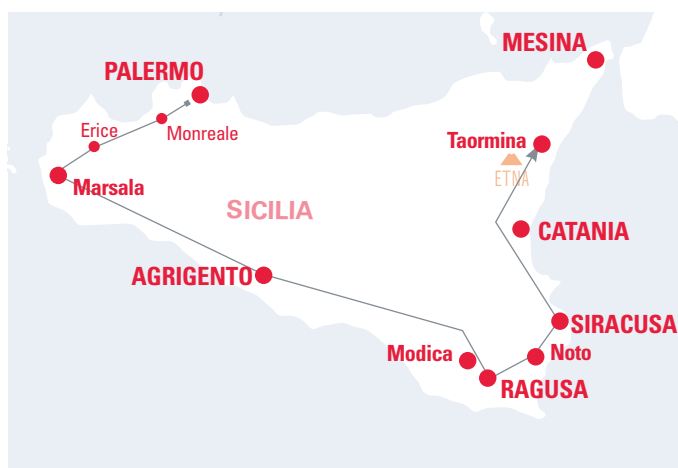 MESINA
PALERMO
Erice
Monreale
Taormina
ETNA
Marsala
SICILIA
CATANIA
AGRIGENTO
SIRACUSA
Modica
Noto
RAGUSA